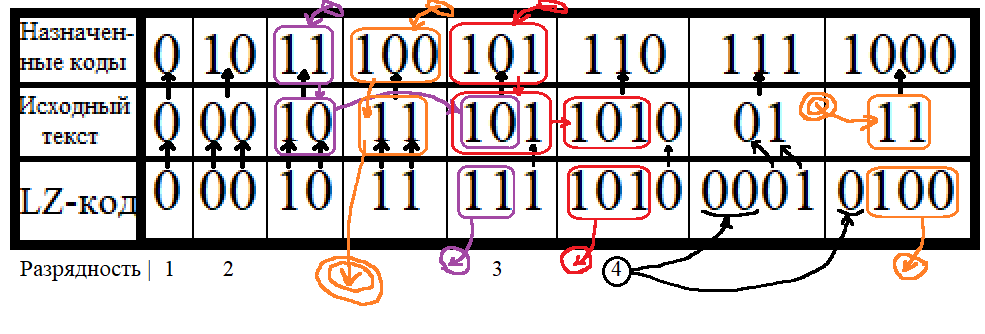 Назначен-
ные коды 0 10 11 100 101 110 111 1000
Исходный
текст 0 00 10 11 101 1010 01 11
LZ-код 0 00 10 11 111 1010 0001 0100
Разрядность | 1 2 3 4